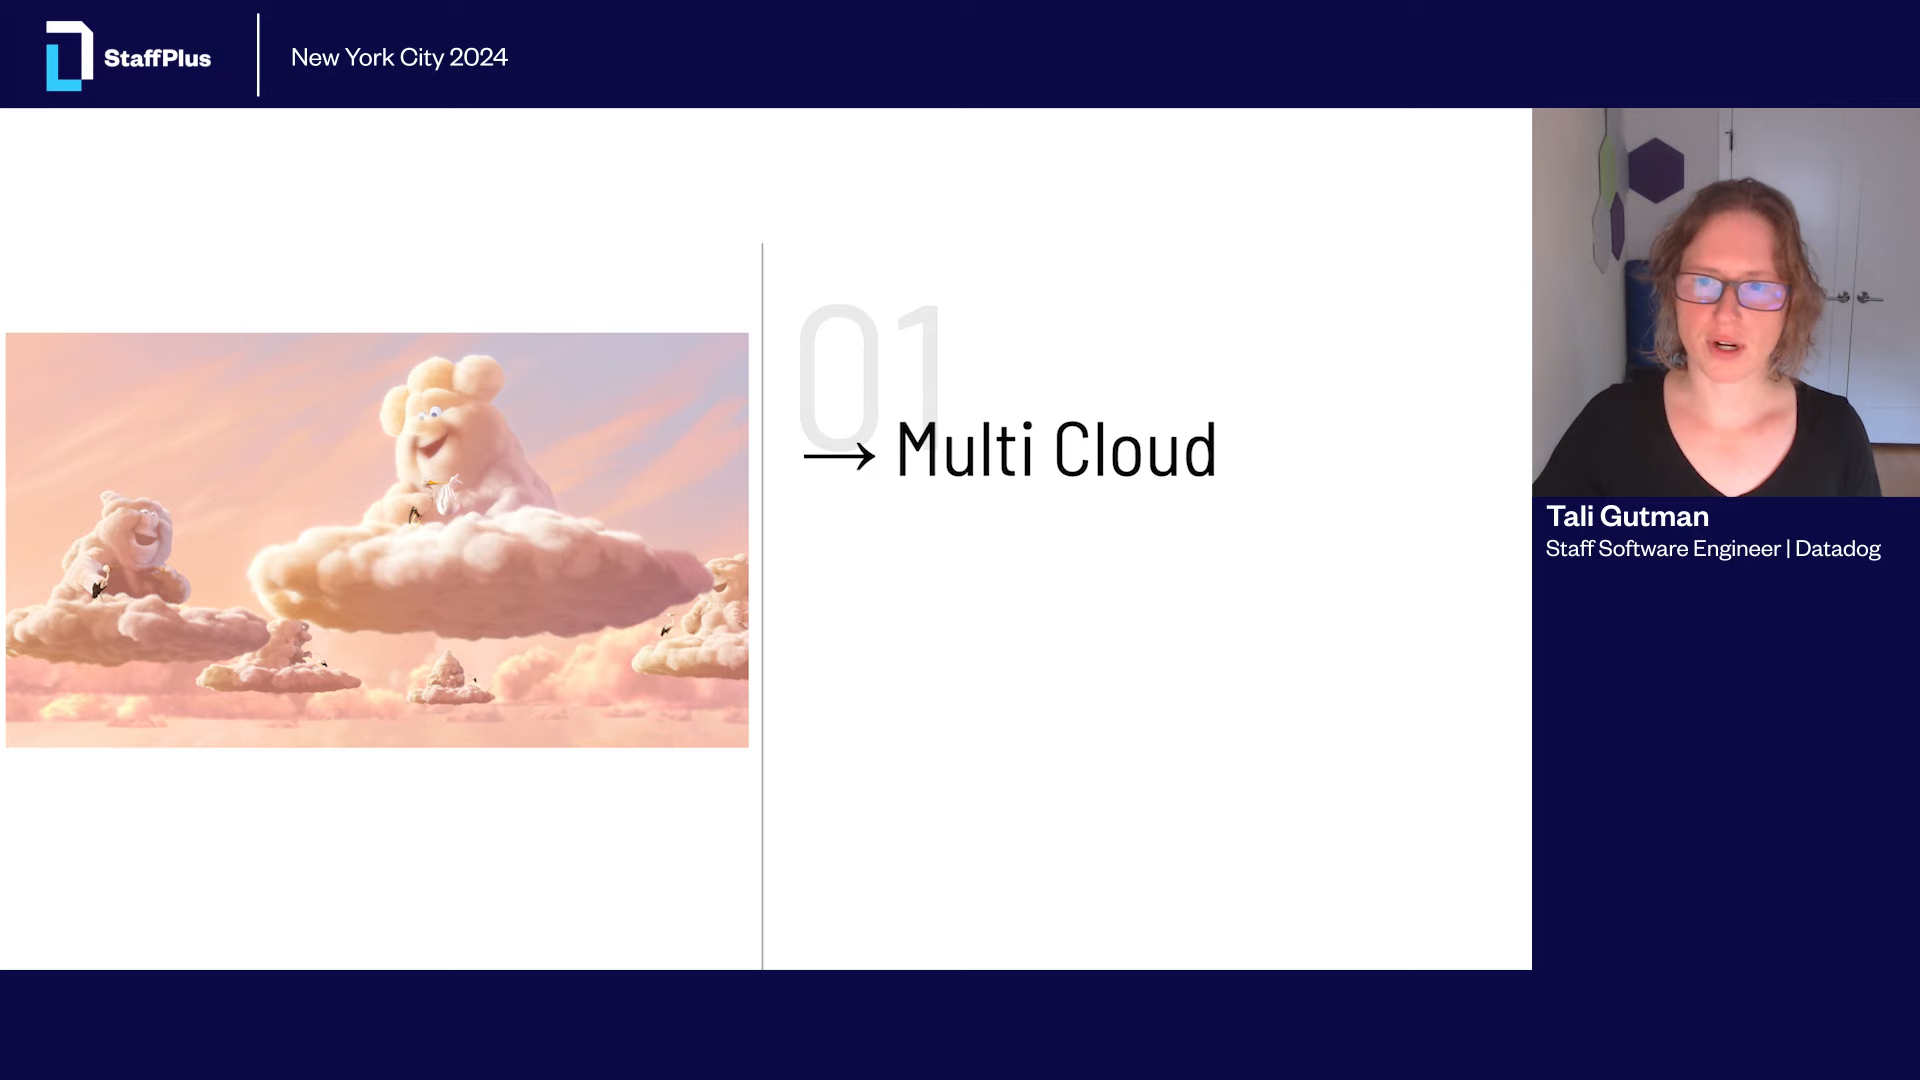 StaffPlus
New York City 2024
01
→ Multi Cloud
Tali Gutman
Staff Software Engineer | Datadog